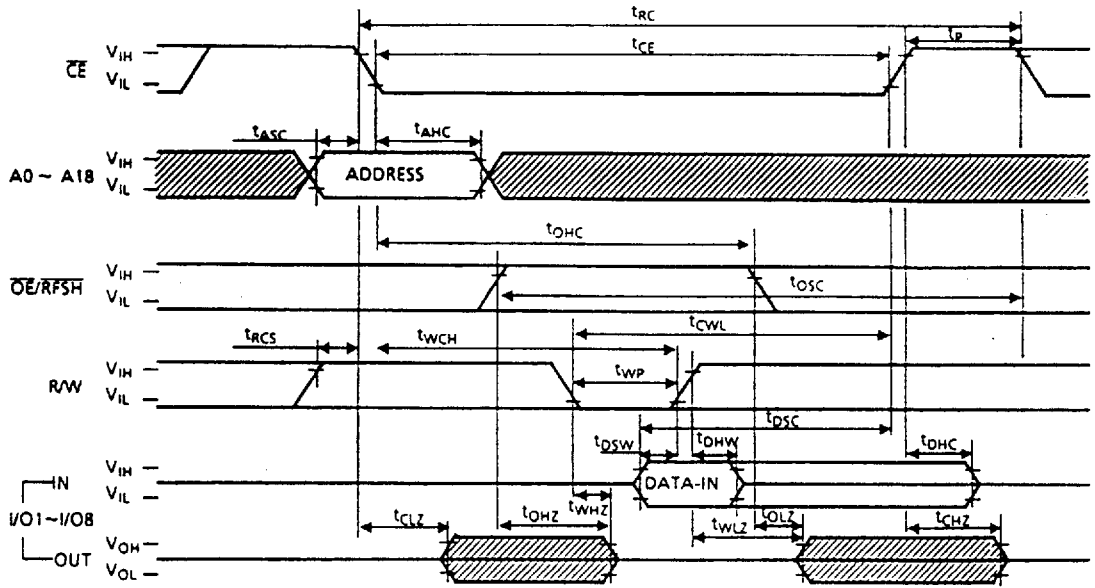 tRC
tP
tCE
CE
VIH
VIL
tASC
tAHC
A0 ~ A18
VIH
VIL
ADDRESS
tOHC
OE/RFSH
VIH
VIL
tOSC
tCWL
tRCS
tWCH
R/W
VIH
VIL
tWP
tDSC
tDSW
tDHW
tDHC
IN
VIH
VIL
DATA-IN
I/O1~I/O8
tWHZ
tCLZ
tOHZ
tWLZ
tOLZ
tCHZ
OUT
VOH
VOL